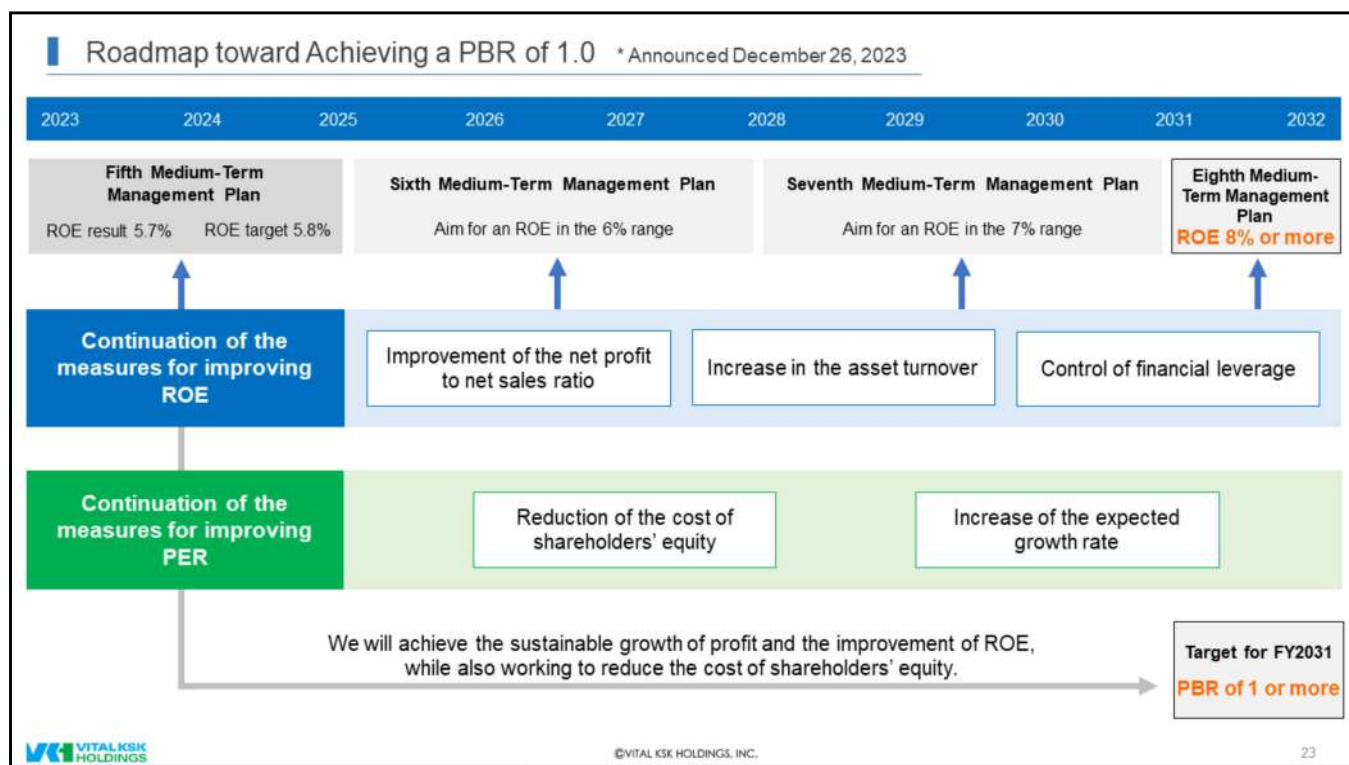 Roadmap toward Achieving a PBR of 1.0 * Announced December 26, 2023
2023 2024 2025 2026 2027 2028 2029 2030 2031 2032
Fifth Medium-Term
Management Plan
ROE result 5.7% ROE target 5.8%
Sixth Medium-Term Management Plan
Aim for an ROE in the 6% range
Seventh Medium-Term Management Plan
Aim for an ROE in the 7% range
Eighth Medium-
Term Management
Plan
ROE 8% or more
Continuation of the
measures for improving
ROE
Improvement of the net profit
to net sales ratio
Increase in the asset turnover
Control of financial leverage
Continuation of the
measures for improving
PER
Reduction of the cost of
shareholders' equity
Increase of the expected
growth rate
We will achieve the sustainable growth of profit and the improvement of ROE,
while also working to reduce the cost of shareholders' equity.
Target for FY2031
PBR of 1 or more
VITAL KSK
HOLDINGS
©VITAL KSK HOLDINGS, INC.
23